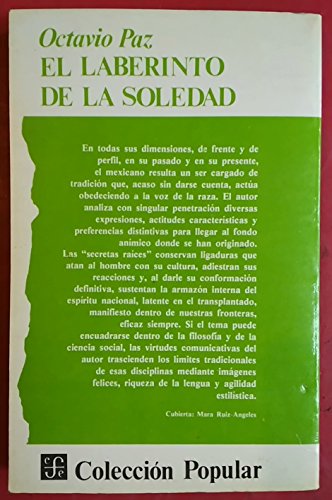 Octavio Paz
EL LABERINTO
DE LA SOLEDAD
En todas sus dimensiones, de frente y de
perfil, en su pasado y en su presente,
el mexicano resulta un ser cargado de
tradición que, acaso sin darse cuenta, actúa
obedeciendo a la voz de la raza. El autor
analiza con singular penetración diversas
expresiones, actitudes características y
preferencias distintivas para llegar al fondo
anímico donde se han originado.
Las "secretas raíces" conservan ligaduras que
atan al hombre con su cultura, adiestran sus
reacciones y, al darle su conformación
definitiva, sustentan la armazón interna del
espíritu nacional, latente en el transplantado,
manifiesto dentro de nuestras fronteras,
eficaz siempre. Si el tema puede
encuadrarse dentro de la filosofía y de la
ciencia social, las virtudes comunicativas del
autor trascienden los límites tradicionales
de esas disciplinas mediante imágenes
felices, riqueza de la lengua y agilidad
estilística.
Cubierta: Mara Ruiz-Angeles
cfe Colección Popular